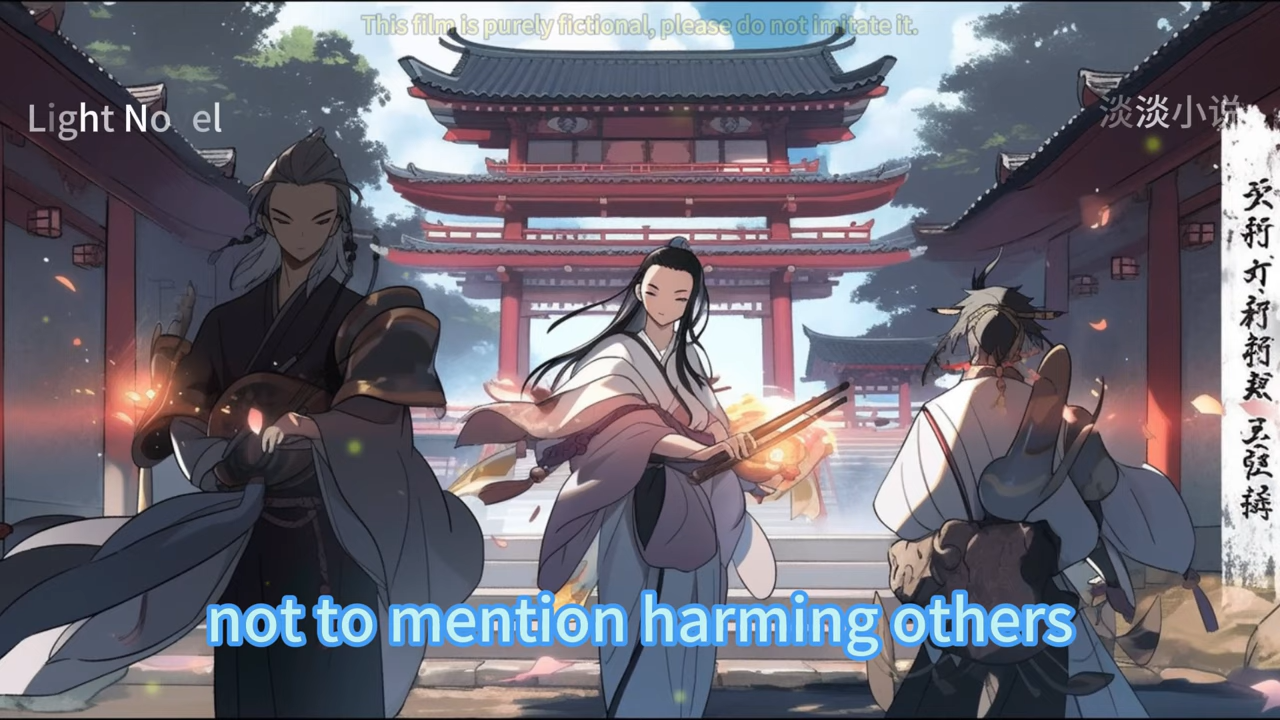 This film is purely fictional, please do not imitate it.
Light No el
淡淡小说
not to mention harming others